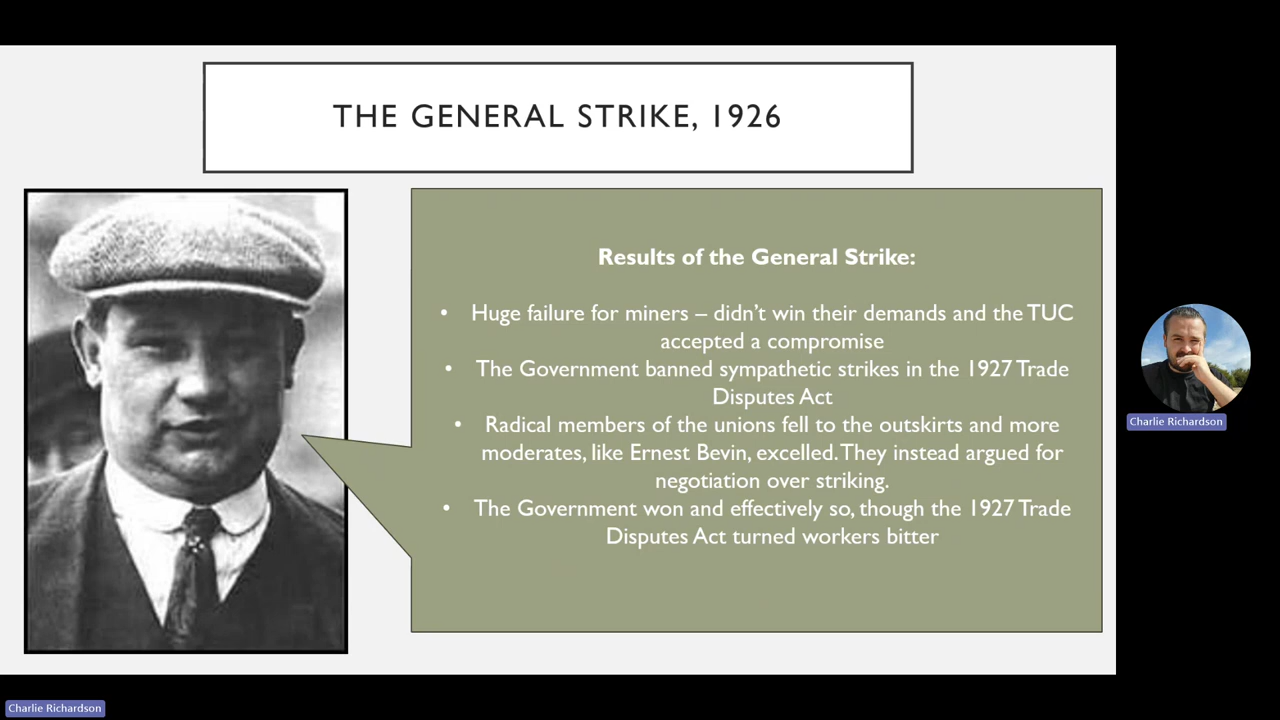 THE GENERAL STRIKE, 1926
Results of the General Strike:
• Huge failure for miners – didn't win their demands and the TUC
accepted a compromise
• The Government banned sympathetic strikes in the 1927 Trade
Disputes Act
• Radical members of the unions fell to the outskirts and more
moderates, like Ernest Bevin, excelled. They instead argued for
negotiation over striking.
• The Government won and effectively so, though the 1927 Trade
Disputes Act turned workers bitter
Charlie Richardson
Charlie Richardson